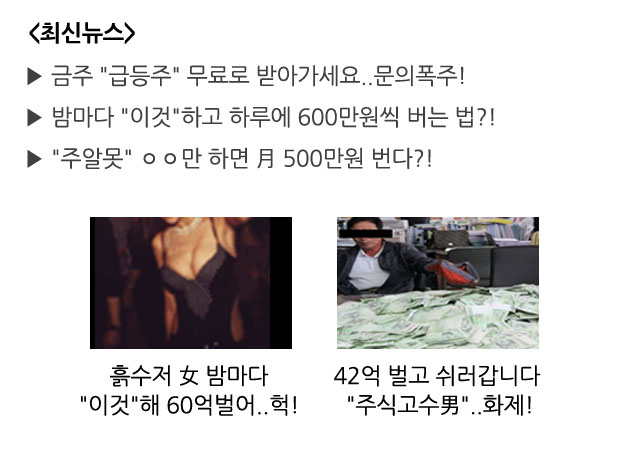 <최신뉴스>
▶ 금주 "급등주" 무료로 받아가세요..문의폭주!
▶ 밤마다 "이것"하고 하루에 600만원씩 버는 법?!
▶ "주알못" ㅇㅇ만 하면 月 500만원 번다?!
흙수저 女 밤마다
"이것"해 60억벌어..헉!
42억 벌고 쉬러갑니다
"주식고수男"..화제!